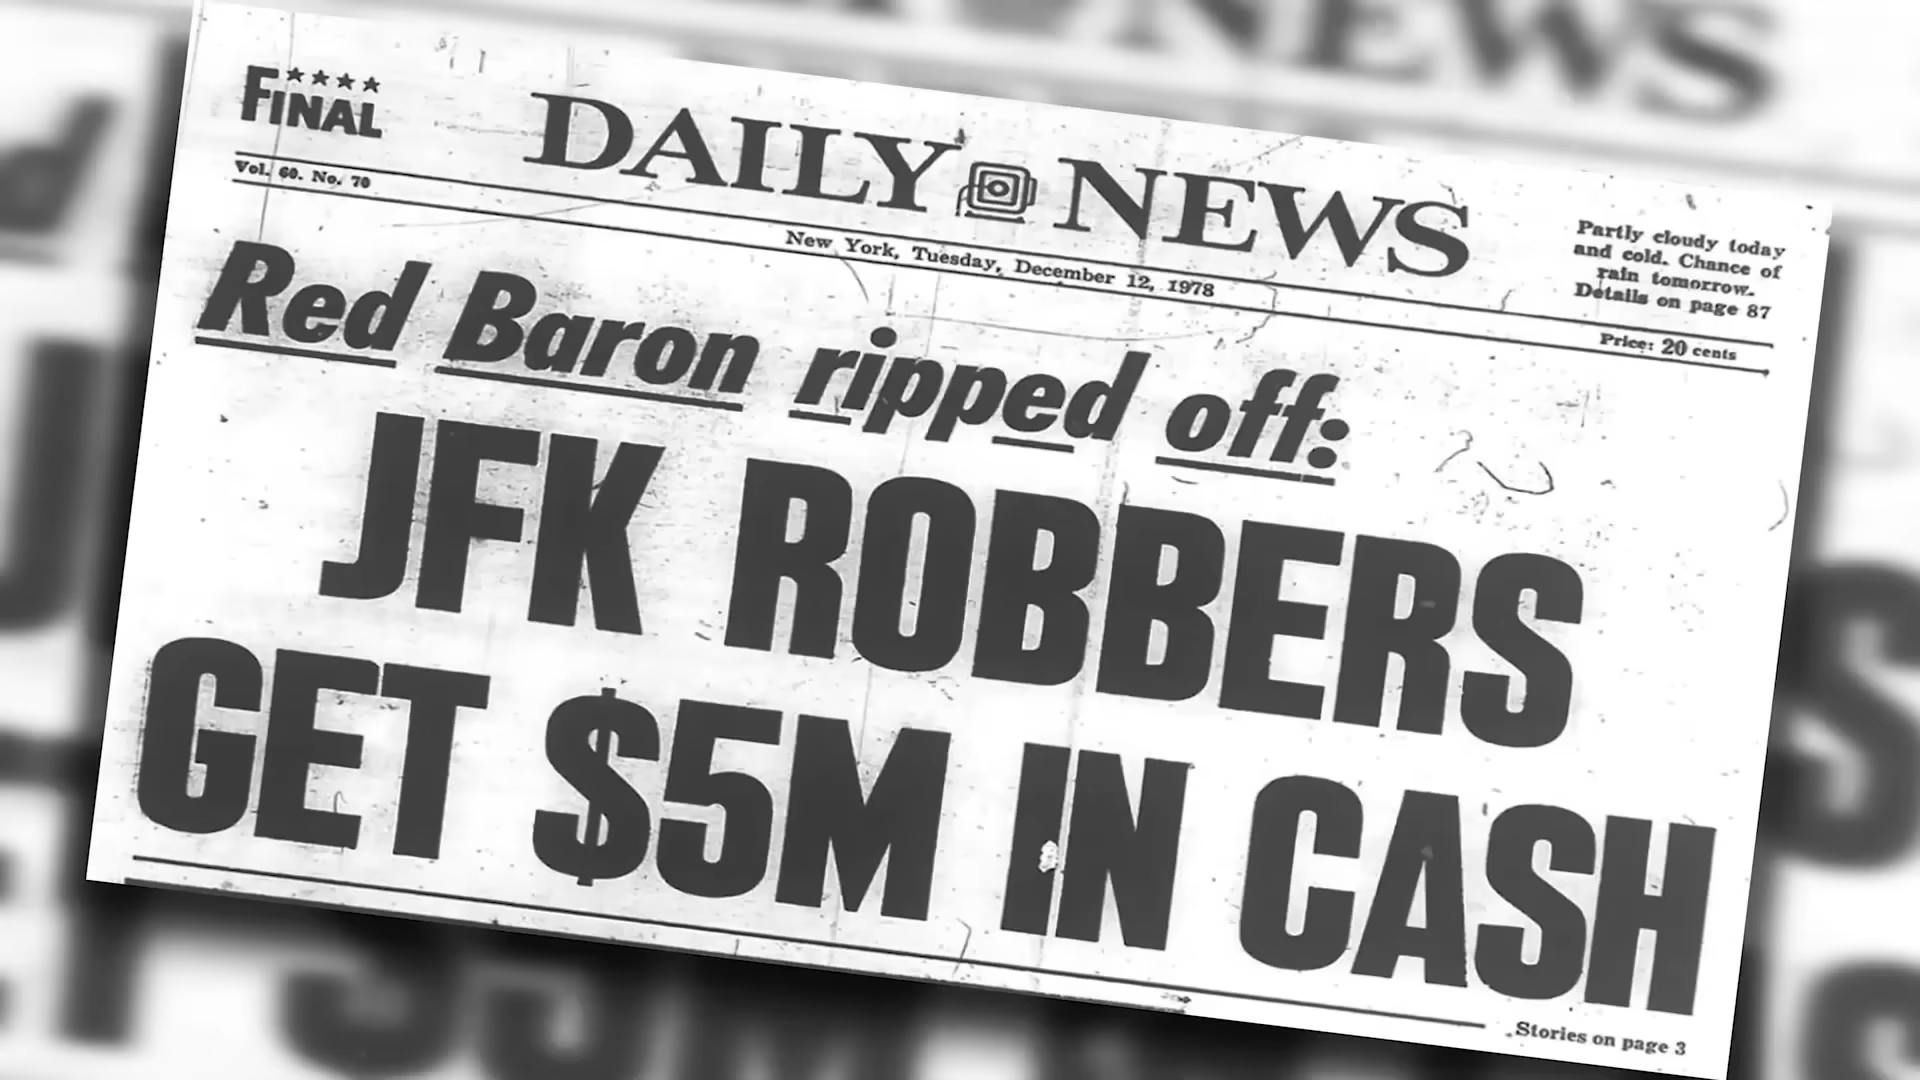 ★★★★
FINAL
DAILY NEWS
Vol. 60. No. 70
New York, Tuesday, December 12, 1978
Partly cloudy today
and cold. Chance of
rain tomorrow.
Details on page 87
Price: 20 cents
Red Baron ripped off:
JFK ROBBERS
GET $5M IN CASH
Stories on page 3
NEWS